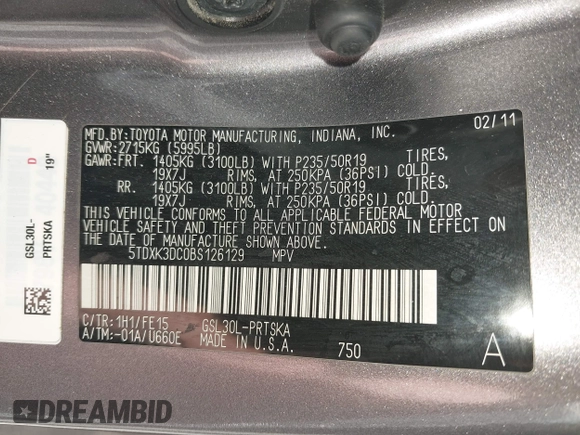 MFD.BY:TOYOTA MOTOR MANUFACTURING, INDIANA, INC. 02/11
GVWR:2715KG (5995LB)
GAWR:FRT. 1405KG (3100LB) WITH P235/50R19 TIRES,
19X7J RIMS, AT 250KPA (36PSI) COLD.
RR. 1405KG (3100LB) WITH P235/50R19 TIRES,
19X7J RIMS, AT 250KPA (36PSI) COLD.
THIS VEHICLE CONFORMS TO ALL APPLICABLE FEDERAL MOTOR
VEHICLE SAFETY AND THEFT PREVENTION STANDARDS IN EFFECT ON THE
DATE OF MANUFACTURE SHOWN ABOVE.
5TDXK3DC0BS126129 MPV
C/TR:1H1/FE15 GSL30L-PRTSKA
A/TM:-01A/U660E MADE IN U.S.A. 750 A
GSL30L-
PRTSKA
19" D
DREAMBID